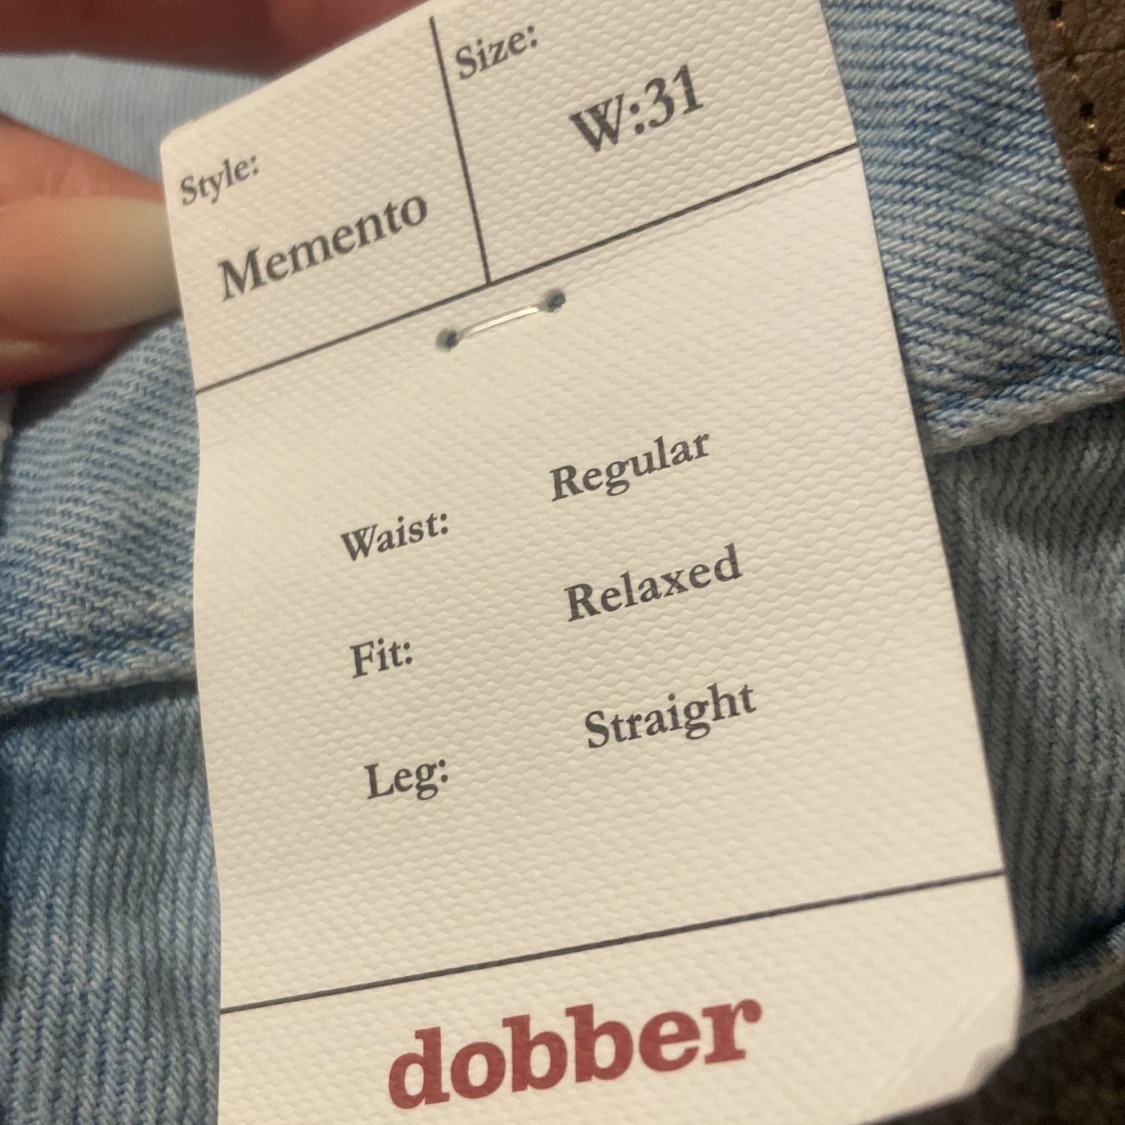 Style:
Memento
Size:
W:31
Waist: Regular
Fit: Relaxed
Leg: Straight
dobber